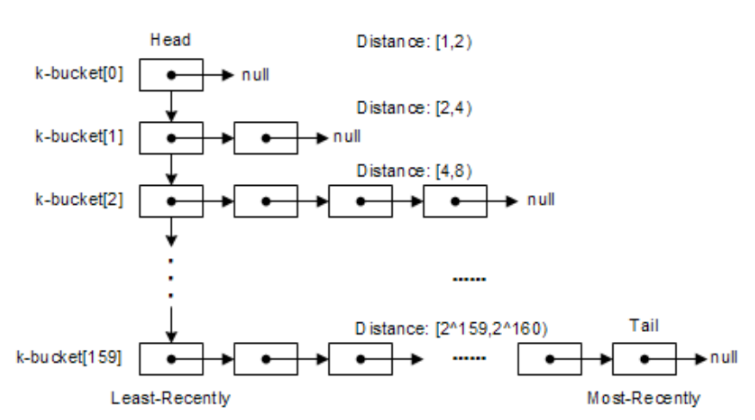 Head
Distance: [1,2)
k-bucket[0]
null
Distance: [2,4)
k-bucket[1]
null
Distance: [4,8)
k-bucket[2]
null
......
Distance: [2^159,2^160)
Tail
k-bucket[159]
......
null
Least-Recently
Most-Recently